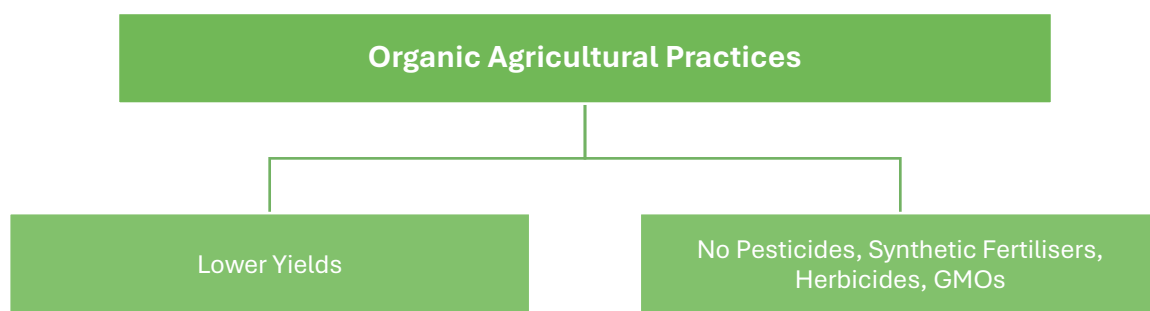 Organic Agricultural Practices
Lower Yields
No Pesticides, Synthetic Fertilisers,
Herbicides, GMOs